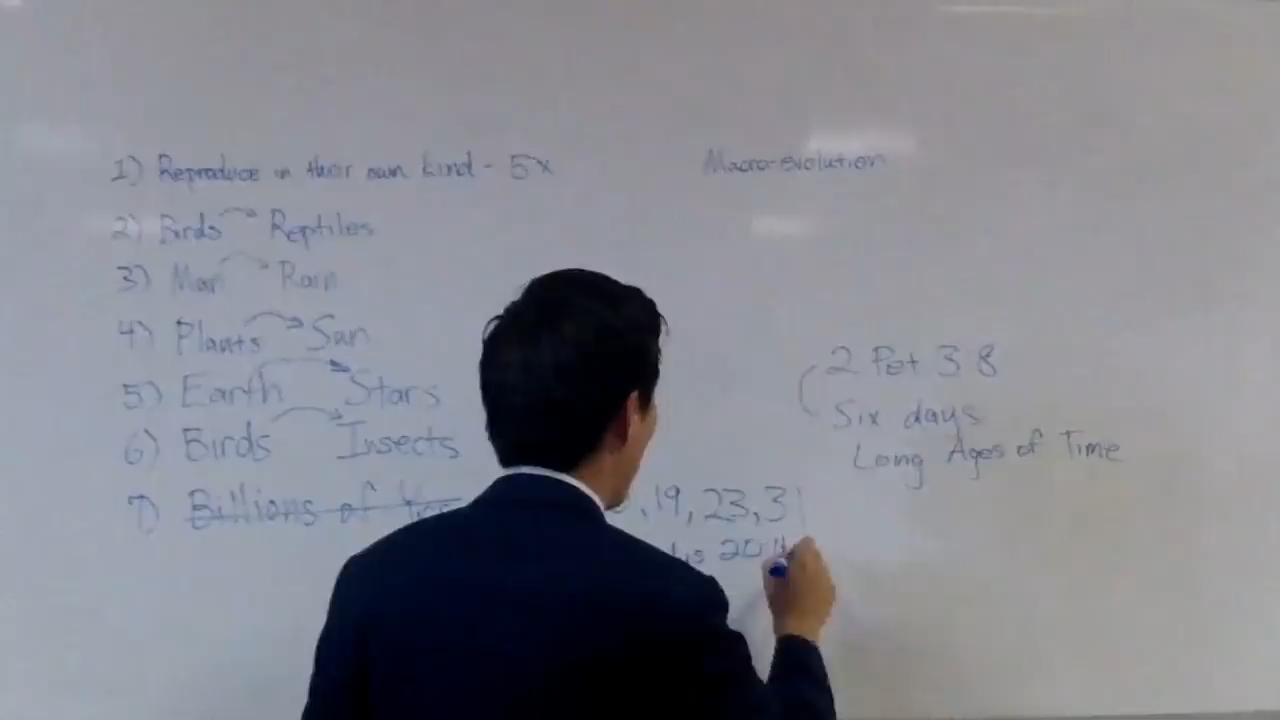 1) Reproduce in their own kind - 5x
Macro-evolution
2) Birds Reptiles
3) Man Rain
4) Plants Sun
5) Earth Stars
6) Birds Insects
7) Billions of
,19, 23, 31
2 Pet 3 8
Six days
Long Ages of Time